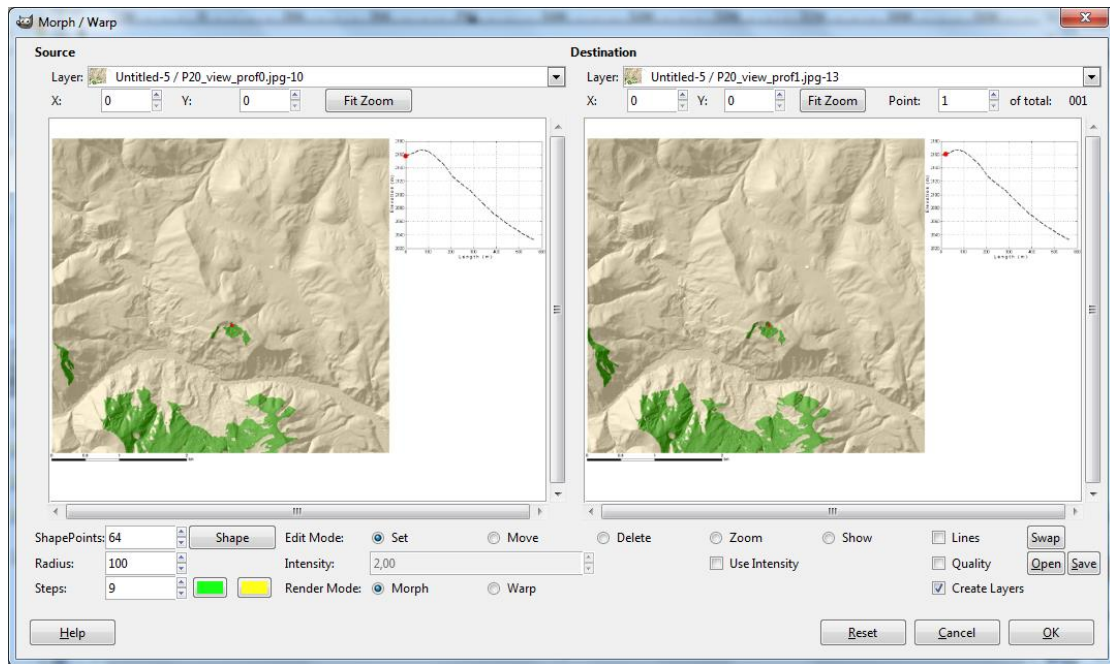 Morph / Warp
Source
Destination
Layer: Untitled-5 / P20_view_prof0.jpg-10
Layer: Untitled-5 / P20_view_prof1.jpg-13
X: 0 Y: 0 Fit Zoom
X: 0 Y: 0 Fit Zoom Point: 1 of total: 001
Length (m)
Length (m)
ShapePoints: 64 Shape Edit Mode: Set Move Delete Zoom Show Lines Swap
Radius: 100 Intensity: 2,00 Use Intensity Quality Open Save
Steps: 9 Render Mode: Morph Warp Create Layers
Help Reset Cancel OK